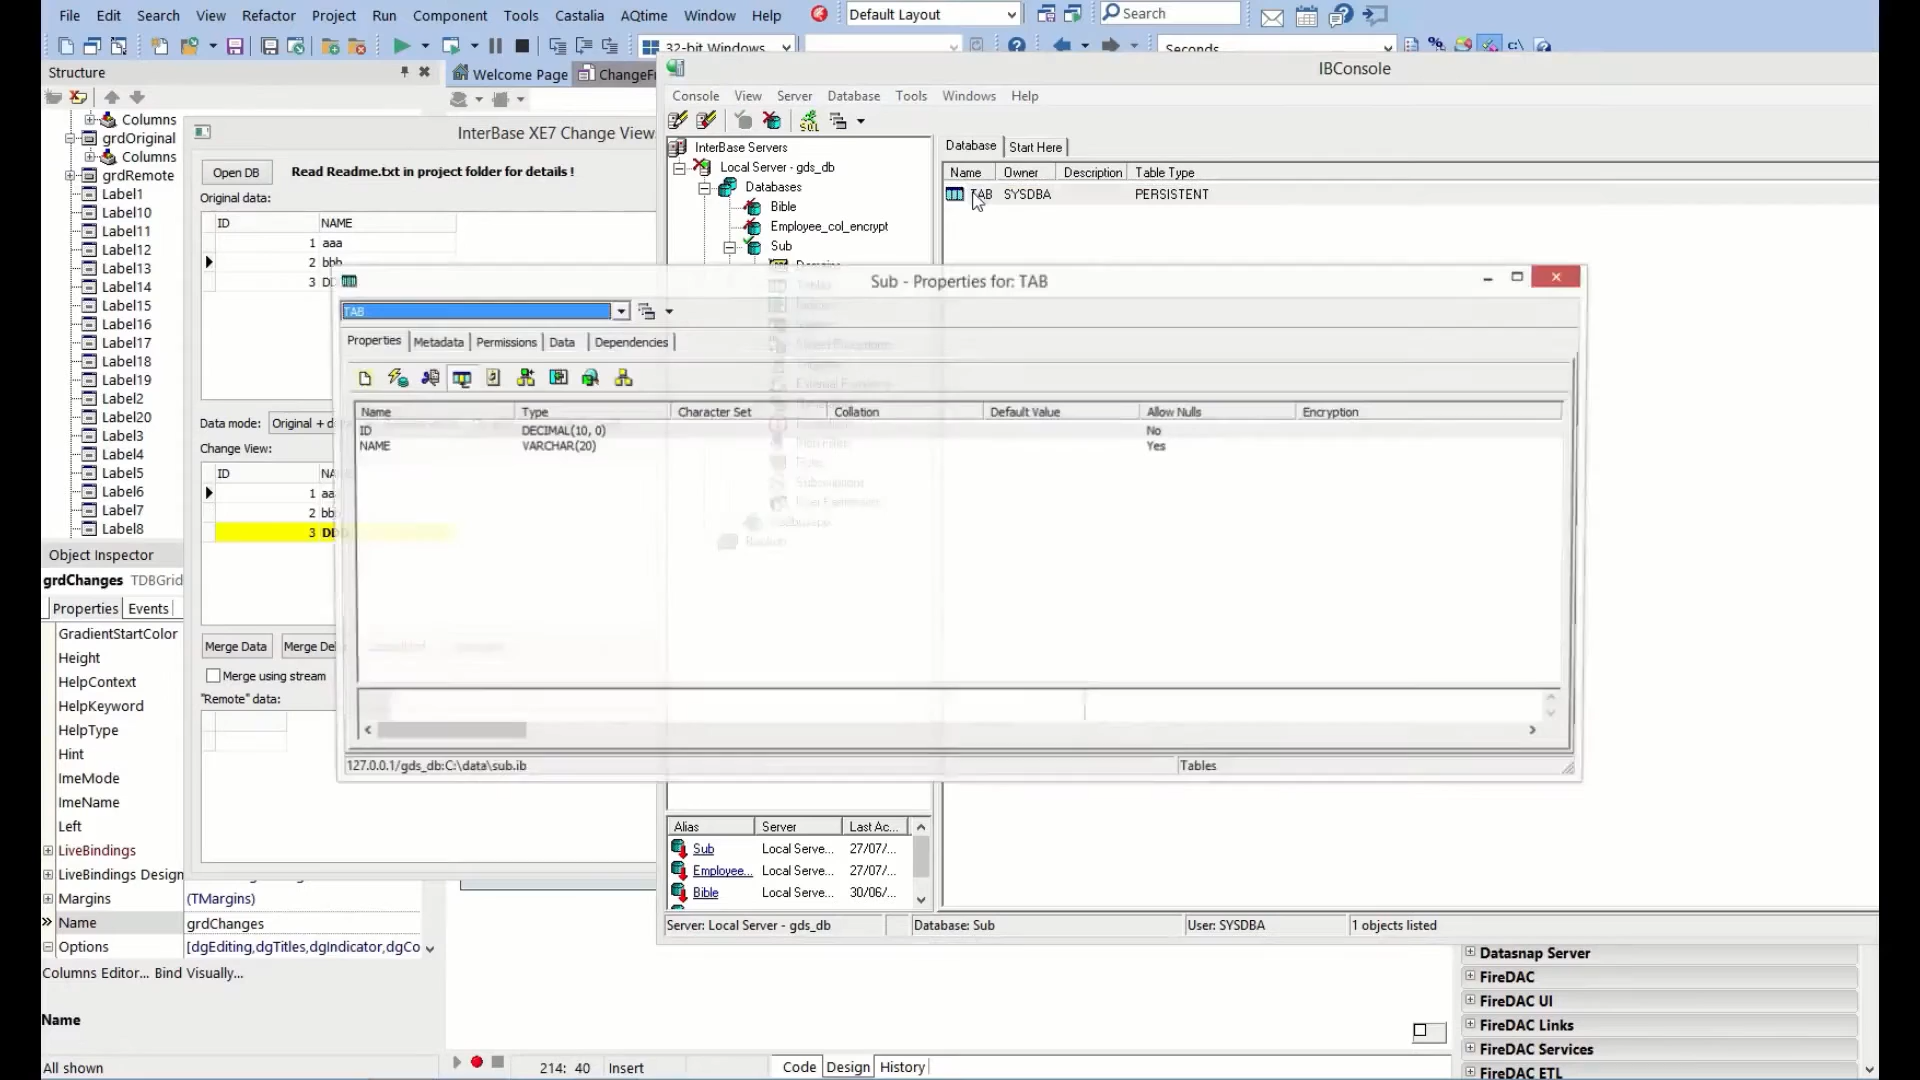 File Edit Search View Refactor Project Run Component Tools Castalia AQtime Window Help
Default Layout
Search
32-bit Windows
Seconds
Structure
Welcome Page
Columns
grdOriginal
Columns
grdRemote
Label1
Label10
Label11
Label12
Label13
Label14
Label15
Label16
Label17
Label18
Label19
Label2
Label20
Label3
Label4
Label5
Label6
Label7
Label8
Object Inspector
grdChanges TDBGrid
Properties Events
GradientStartColor
Height
HelpContext
HelpKeyword
HelpType
Hint
ImeMode
ImeName
Left
LiveBindings
LiveBindings Design
Margins (TMargins)
Name grdChanges
Options [dgEditing,dgTitles,dgIndicator,dgCo
Columns Editor... Bind Visually...
Name
All shown
InterBase XE7 Change View
Open DB
Read Readme.txt in project folder for details !
Original data:
ID NAME
1 aaa
2 bbb
3
Data mode: Original +
Change View:
ID
1 aa
2 bb
3 DDD
Merge Data
Merge
Merge using stream
"Remote" data:
IBConsole
Console View Server Database Tools Windows Help
InterBase Servers
Local Server - gds_db
Databases
Bible
Employee_col_encrypt
Sub
Domains
Database Start Here
Name Owner Description Table Type
TAB SYSDBA PERSISTENT
Sub - Properties for: TAB
TAB
Properties Metadata Permissions Data Dependencies
Name Type Character Set Collation Default Value Allow Nulls Encryption
ID DECIMAL(10, 0) No
NAME VARCHAR(20) Yes
127.0.0.1/gds_db:C:\data\sub.ib Tables
Alias Server Last Ac...
Sub Local Serve... 27/07/...
Employee... Local Serve... 27/07/...
Bible Local Serve... 30/06/...
Server: Local Server - gds_db Database: Sub User: SYSDBA 1 objects listed
Datasnap Server
FireDAC
FireDAC UI
FireDAC Links
FireDAC Services
FireDAC ETL
214: 40 Insert
Code Design History